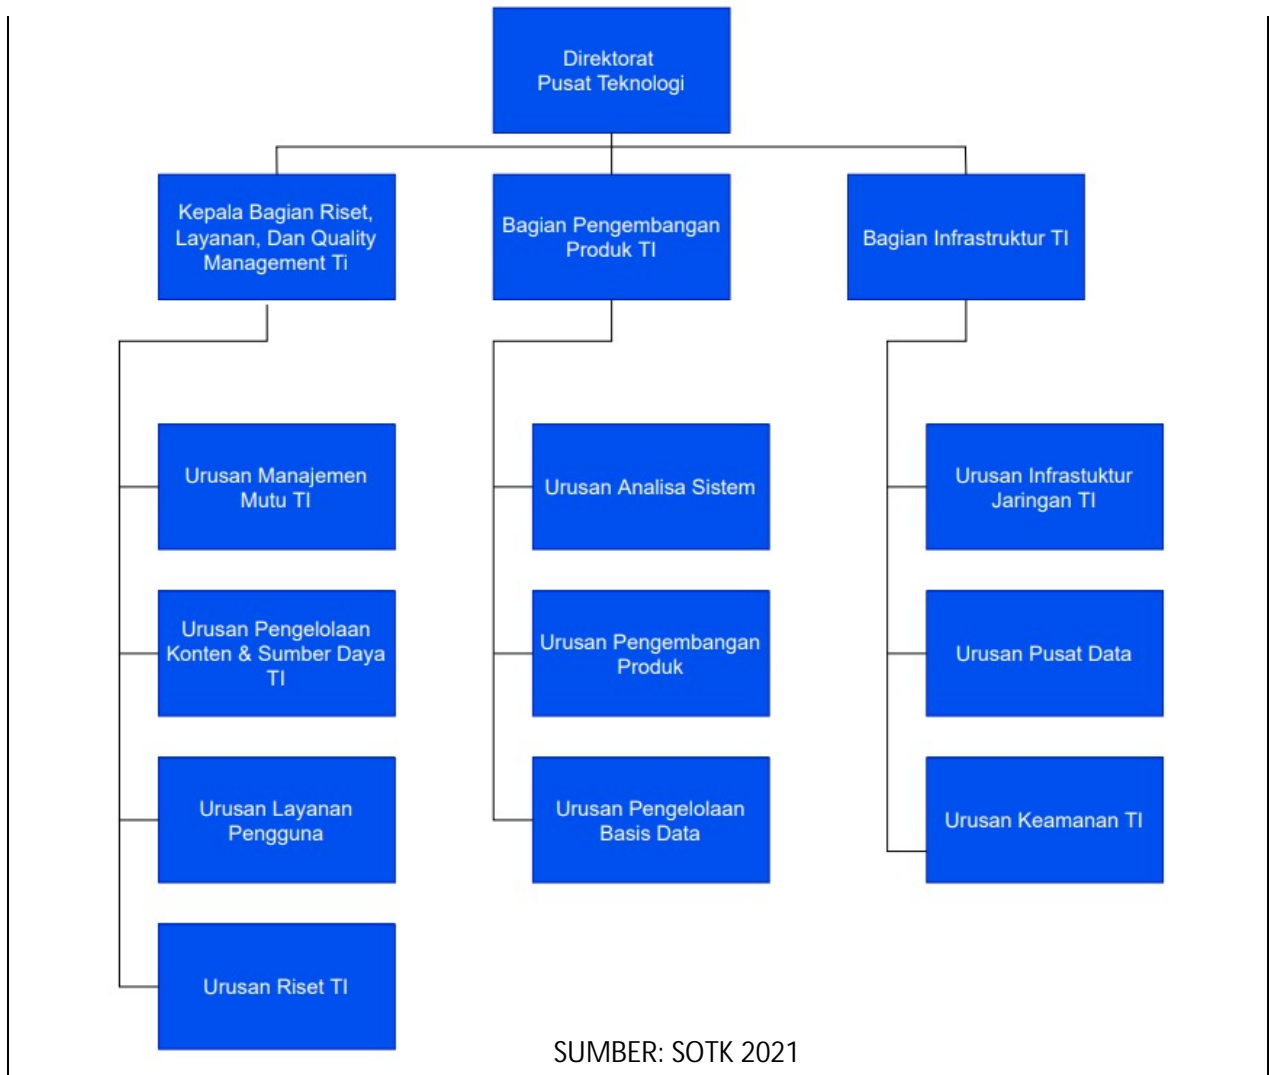 Direktorat
Pusat Teknologi
Kepala Bagian Riset,
Layanan, Dan Quality
Management Ti
Bagian Pengembangan
Produk TI
Bagian Infrastruktur TI
Urusan Manajemen
Mutu TI
Urusan Analisa Sistem
Urusan Infrastuktur
Jaringan TI
Urusan Pengelolaan
Konten & Sumber Daya
TI
Urusan Pengembangan
Produk
Urusan Pusat Data
Urusan Layanan
Pengguna
Urusan Pengelolaan
Basis Data
Urusan Keamanan TI
Urusan Riset TI
SUMBER: SOTK 2021